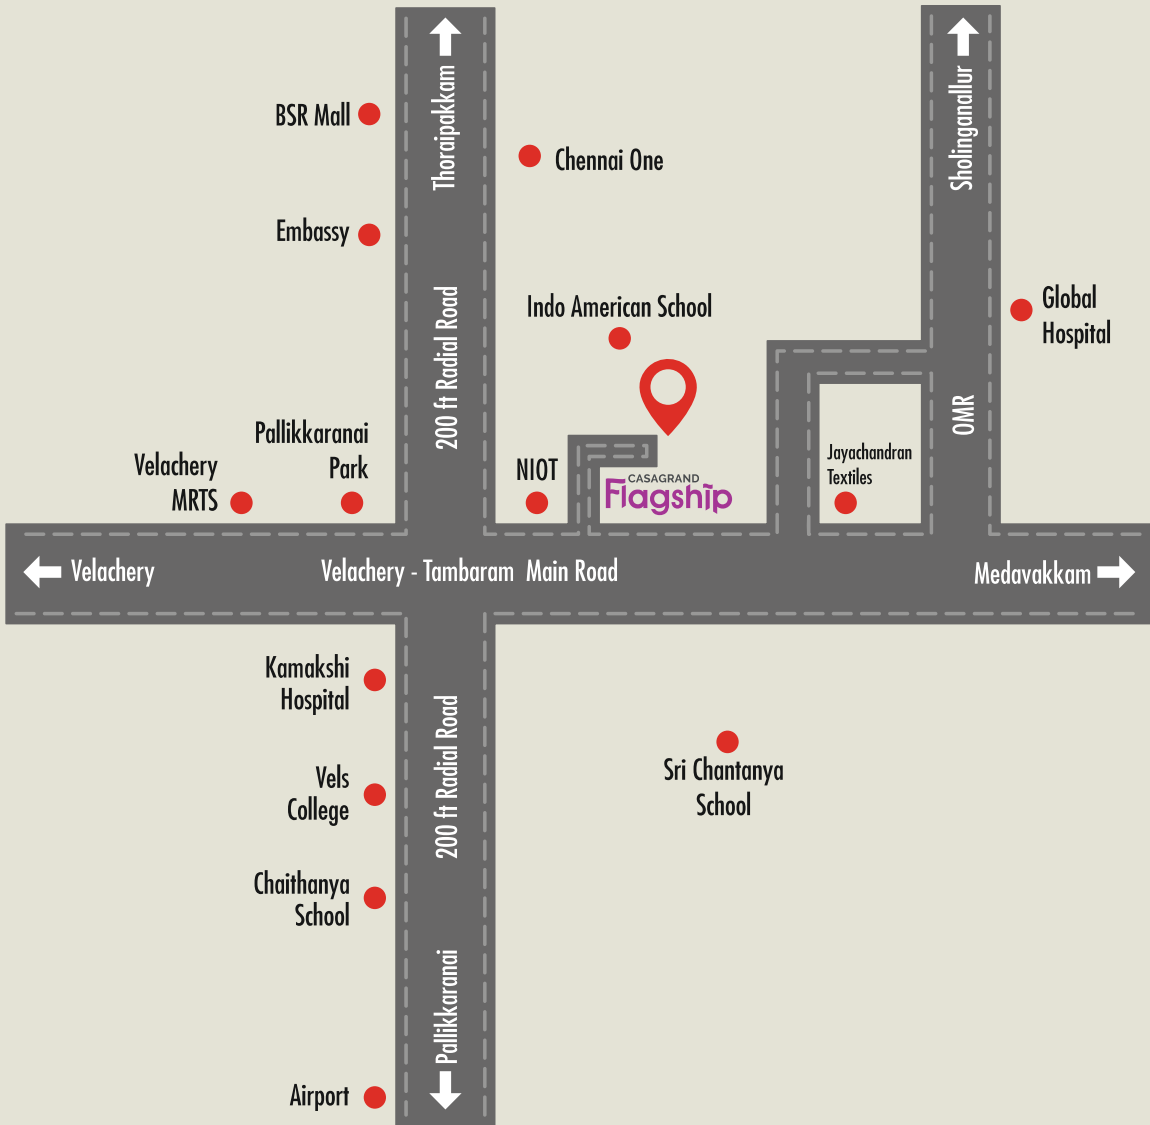 Thoraipakkam
Sholinganallur
BSR Mall
Chennai One
Embassy
200 ft Radial Road
Indo American School
Global
Hospital
OMR
Pallikkaranai
Park
Velachery
MRTS
NIOT
CASAGRAND
Flagship
Jayachandran
Textiles
Velachery
Velachery - Tambaram Main Road
Medavakkam
Kamakshi
Hospital
200 ft Radial Road
Sri Chantanya
School
Vels
College
Chaithanya
School
Pallikkaranai
Airport